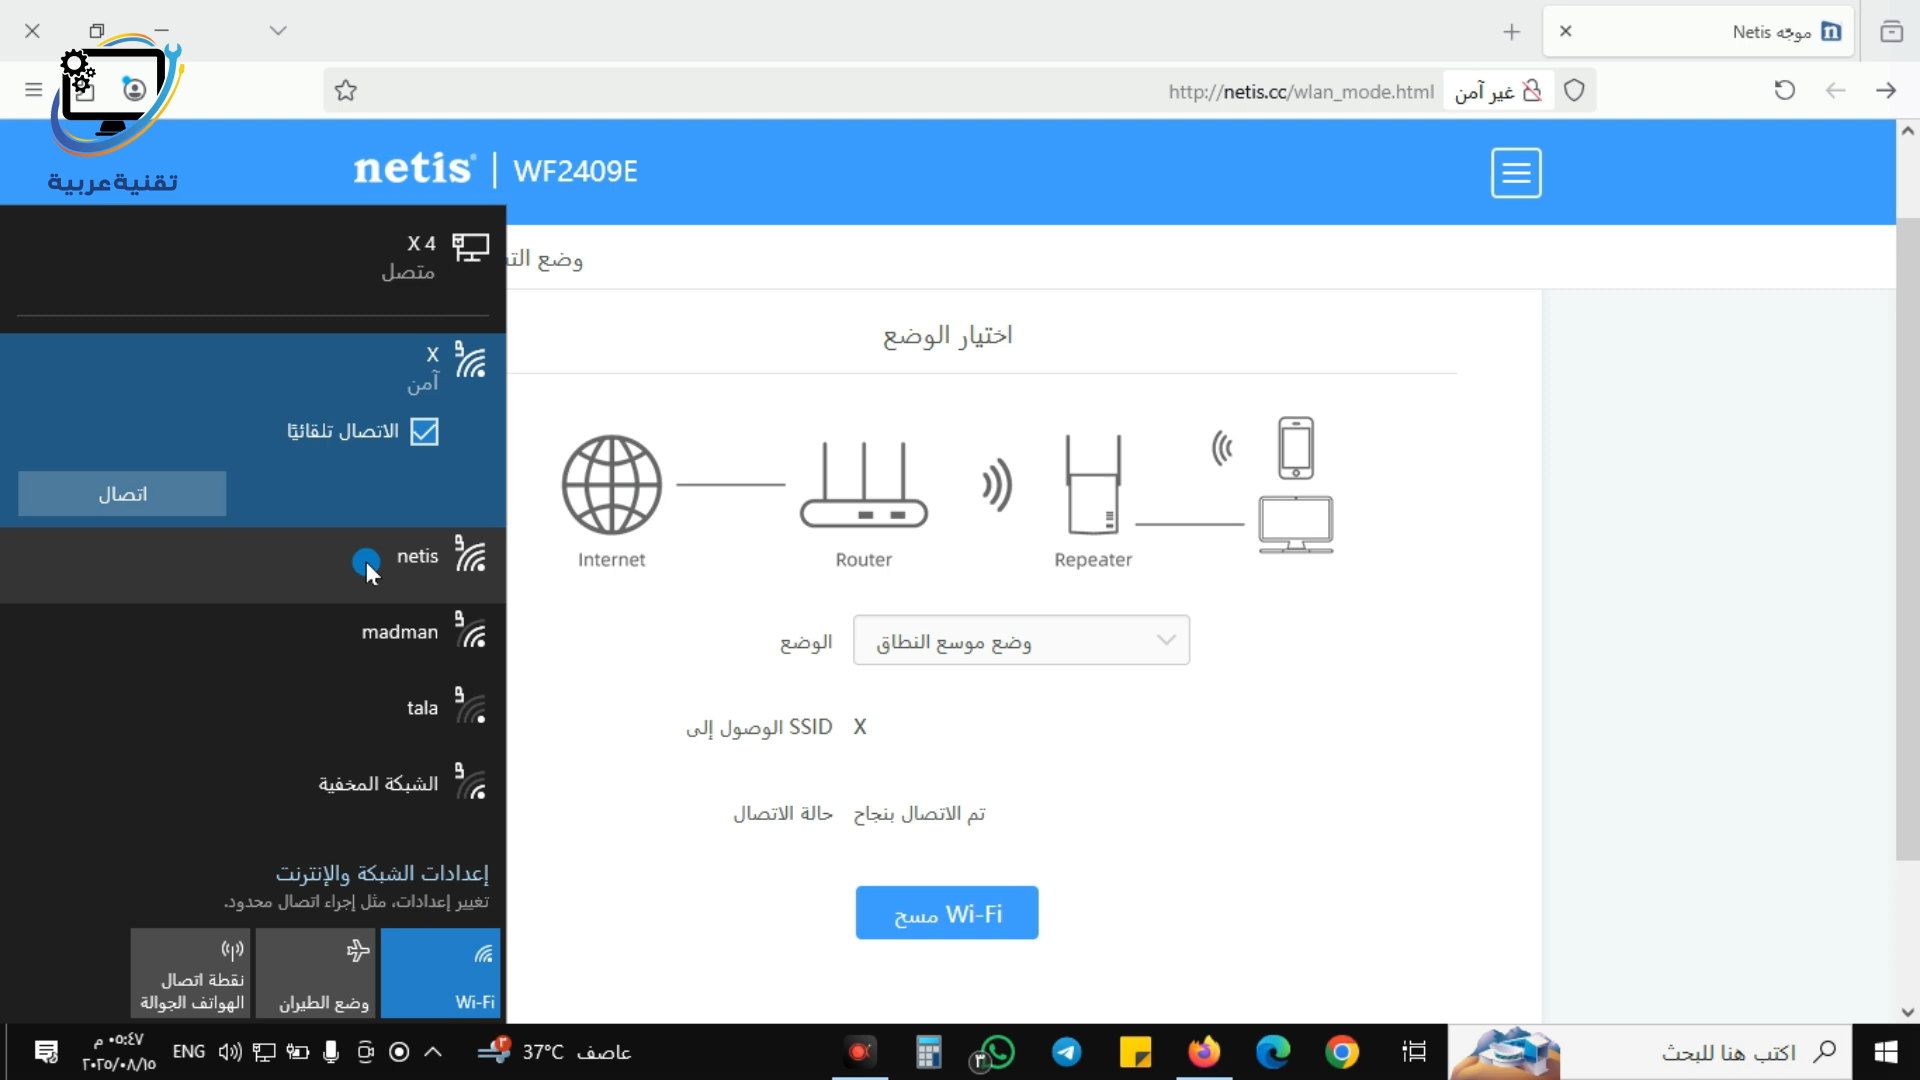 موجّه Netis
http://netis.cc/wlan_mode.html
غير آمن
تقنية عربية
netis | WF2409E
X 4
متصل
X
آمن
الاتصال تلقائيًا
اتصال
netis
madman
tala
الشبكة المخفية
إعدادات الشبكة والإنترنت
تغيير إعدادات، مثل إجراء اتصال محدود.
Wi-Fi
وضع الطيران
نقطة اتصال
الهواتف الجوالة
اختيار الوضع
Internet
Router
Repeater
الوضع
وضع موسع النطاق
SSID الوصول إلى
X
حالة الاتصال
تم الاتصال بنجاح
Wi-Fi مسح
اكتب هنا للبحث
37°C عاصف
ENG
٠٥:٤٧ م
٢٠٢٥/٠٨/١٥